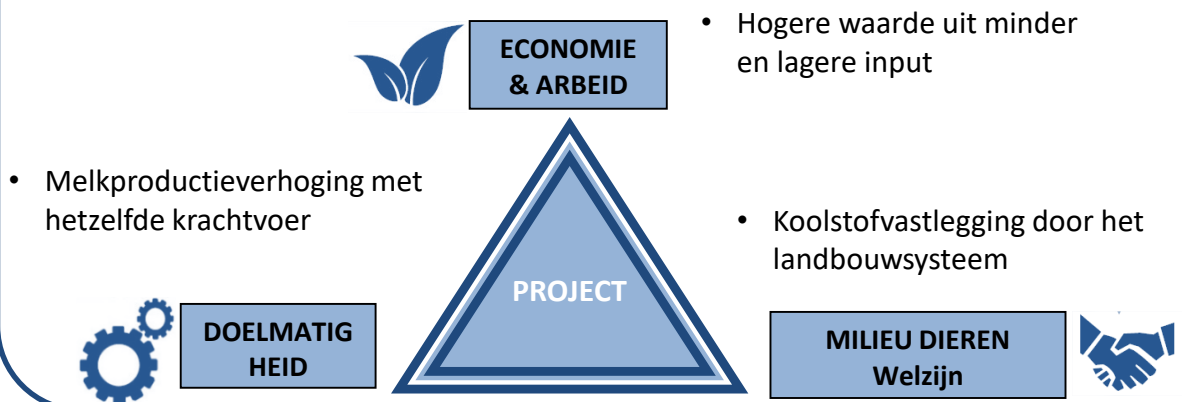 ECONOMIE
& ARBEID
• Hogere waarde uit minder
en lagere input
• Melkproductieverhoging met
hetzelfde krachtvoer
• Koolstofvastlegging door het
landbouwsysteem
PROJECT
DOELMATIG
HEID
MILIEU DIEREN
Welzijn